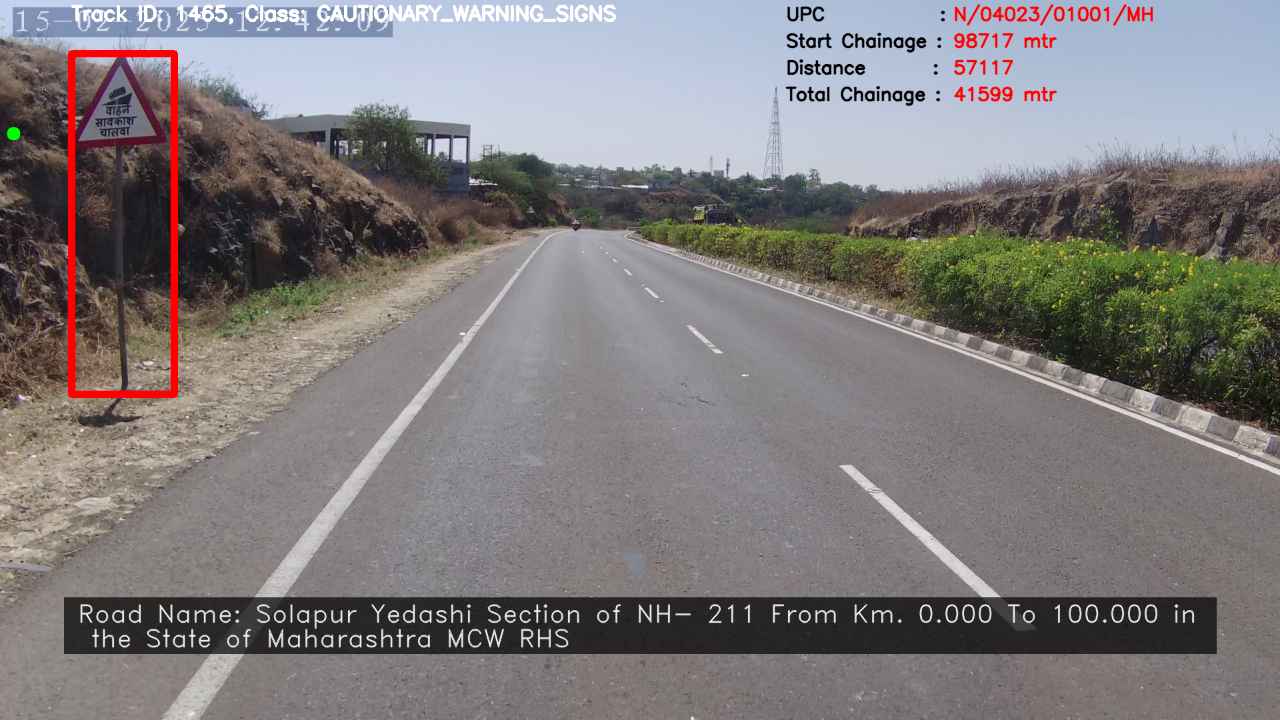 Track ID: 1465, Class: CAUTIONARY_WARNING_SIGNS
15-02-2025 12:42:09
UPC : N/04023/01001/MH
Start Chainage : 98717 mtr
Distance : 57117
Total Chainage : 41599 mtr
वाहने
सावकाश
चालवा
Road Name: Solapur Yedashi Section of NH- 211 From Km. 0.000 To 100.000 in
the State of Maharashtra MCW RHS